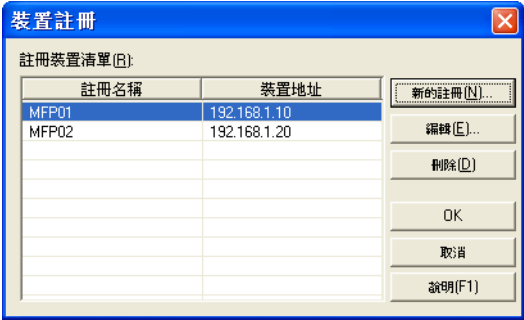 裝置註冊
註冊裝置清單(R):
註冊名稱 裝置地址
MFP01 192.168.1.10
MFP02 192.168.1.20
新的註冊(N)...
編輯(E)...
刪除(D)
OK
取消
說明(F1)